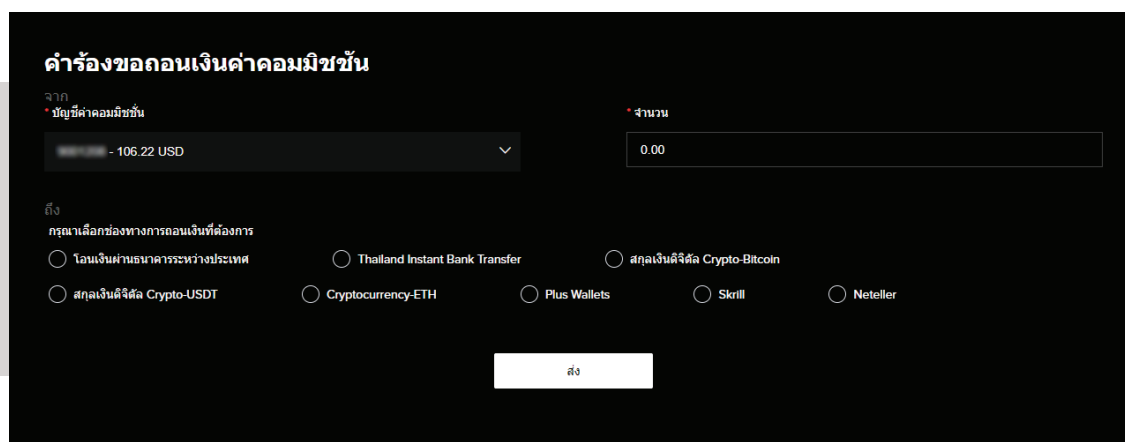 คำร้องขอถอนเงินค่าคอมมิชชัน
จาก
* บัญชีค่าคอมมิชชั่น
* จำนวน
- 106.22 USD
0.00
ถึง
กรุณาเลือกช่องทางการถอนเงินที่ต้องการ
โอนเงินผ่านธนาคารระหว่างประเทศ Thailand Instant Bank Transfer สกุลเงินดิจิตัล Crypto-Bitcoin
สกุลเงินดิจิตัล Crypto-USDT Cryptocurrency-ETH Plus Wallets Skrill Neteller
ส่ง